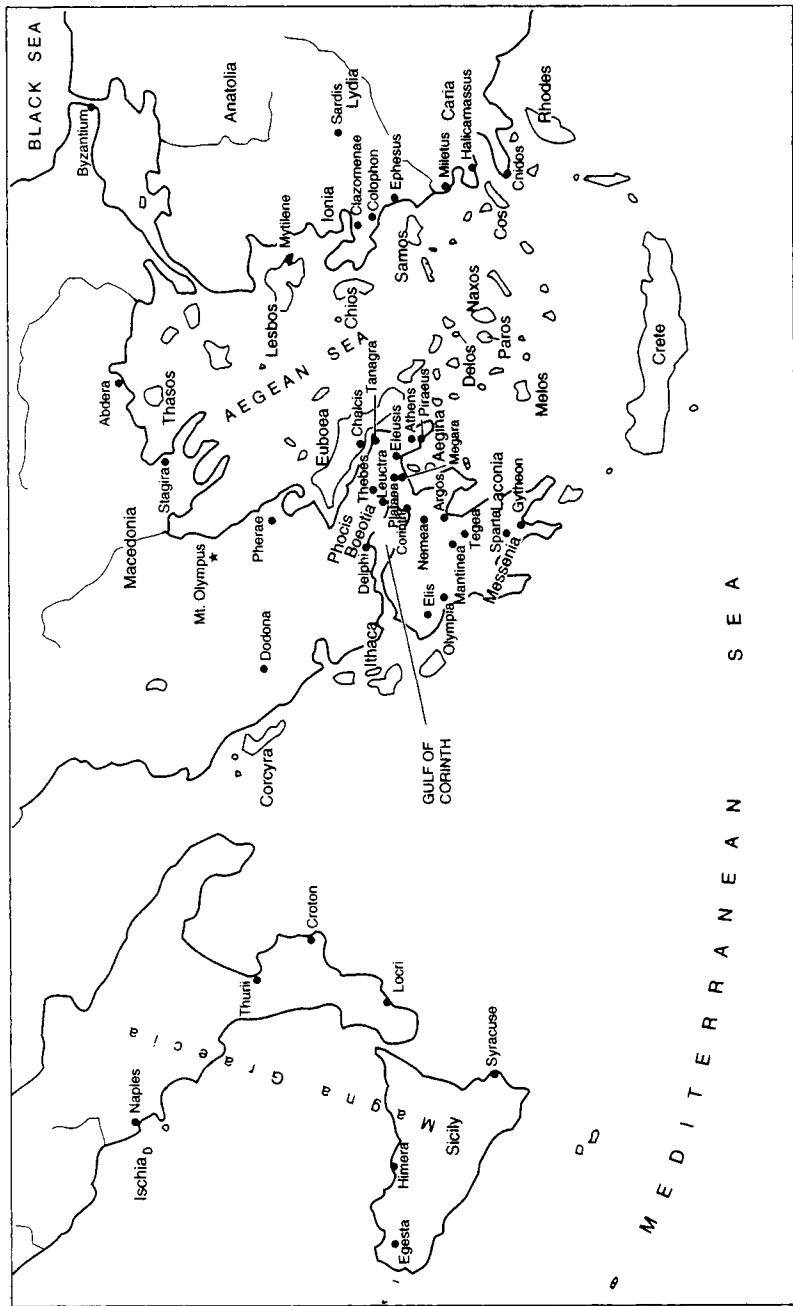 BLACK SEA
Byzantium
Anatolia
Sardis
Lydia
Ionia
Clazomenae
Colophon
Ephesus
Miletus
Caria
Halicarnassus
Cnidos
Rhodes
Cos
Samos
Mytilene
Lesbos
Chios
AEGEAN SEA
Abdera
Thasos
Stagira
Macedonia
Mt. Olympus
Pherae
Dodona
Corcyra
Ithaca
Euboea
Chalcis
Tanagra
Thebes
Leuctra
Eleusis
Athens
Piraeus
Aegina
Megara
Plataea
Corinth
Phocis
Boeotia
Delphi
Nemea
Argos
Elis
Olympia
Mantinea
Tegea
Sparta
Laconia
Messenia
Gytheon
GULF OF
CORINTH
Delos
Naxos
Paros
Melos
Crete
Naples
Ischia
Magna Graecia
Thurii
Croton
Locri
Himera
Egesta
Sicily
Syracuse
MEDITERRANEAN SEA